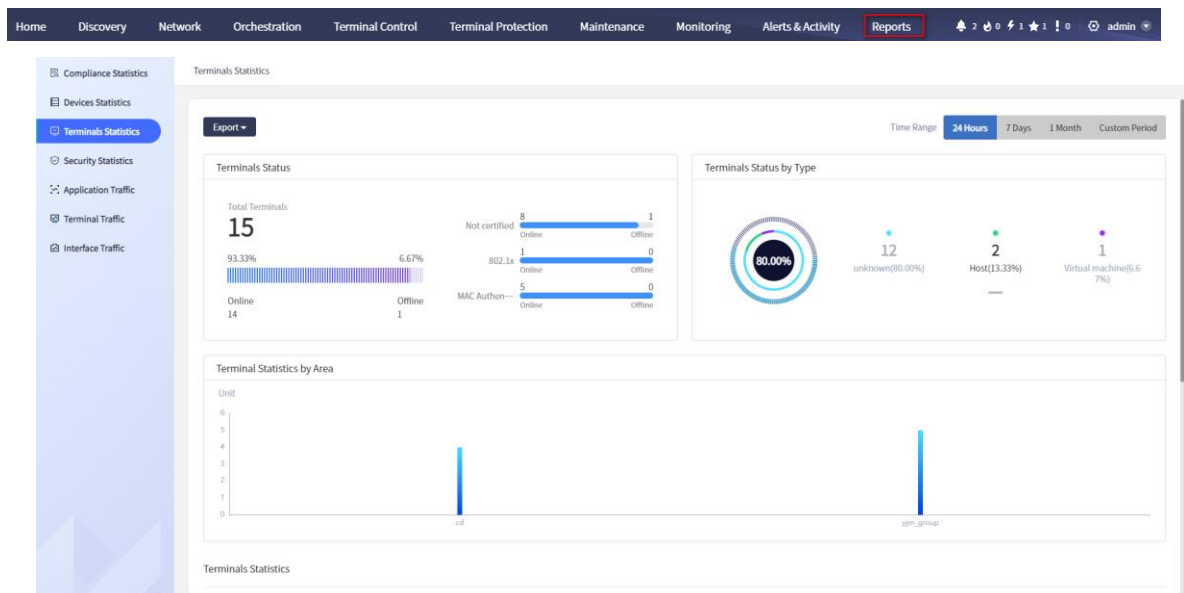 Home Discovery Network Orchestration Terminal Control Terminal Protection Maintenance Monitoring Alerts & Activity Reports 2 0 1 1 0 admin
Compliance Statistics
Devices Statistics
Terminals Statistics
Security Statistics
Application Traffic
Terminal Traffic
Interface Traffic
Terminals Statistics
Export
Time Range 24 Hours 7 Days 1 Month Custom Period
Terminals Status
Total Terminals
15
93.33% 6.67%
Online Offline
14 1
8 1
Not certified
Online Offline
1 0
802.1x
Online Offline
5 0
MAC Authen···
Online Offline
Terminals Status by Type
80.00%
12
unknown(80.00%)
2
Host(13.33%)
1
Virtual machine(6.6
7%)
Terminal Statistics by Area
Unit
6
5
4
3
2
1
0
cd
Terminals Statistics